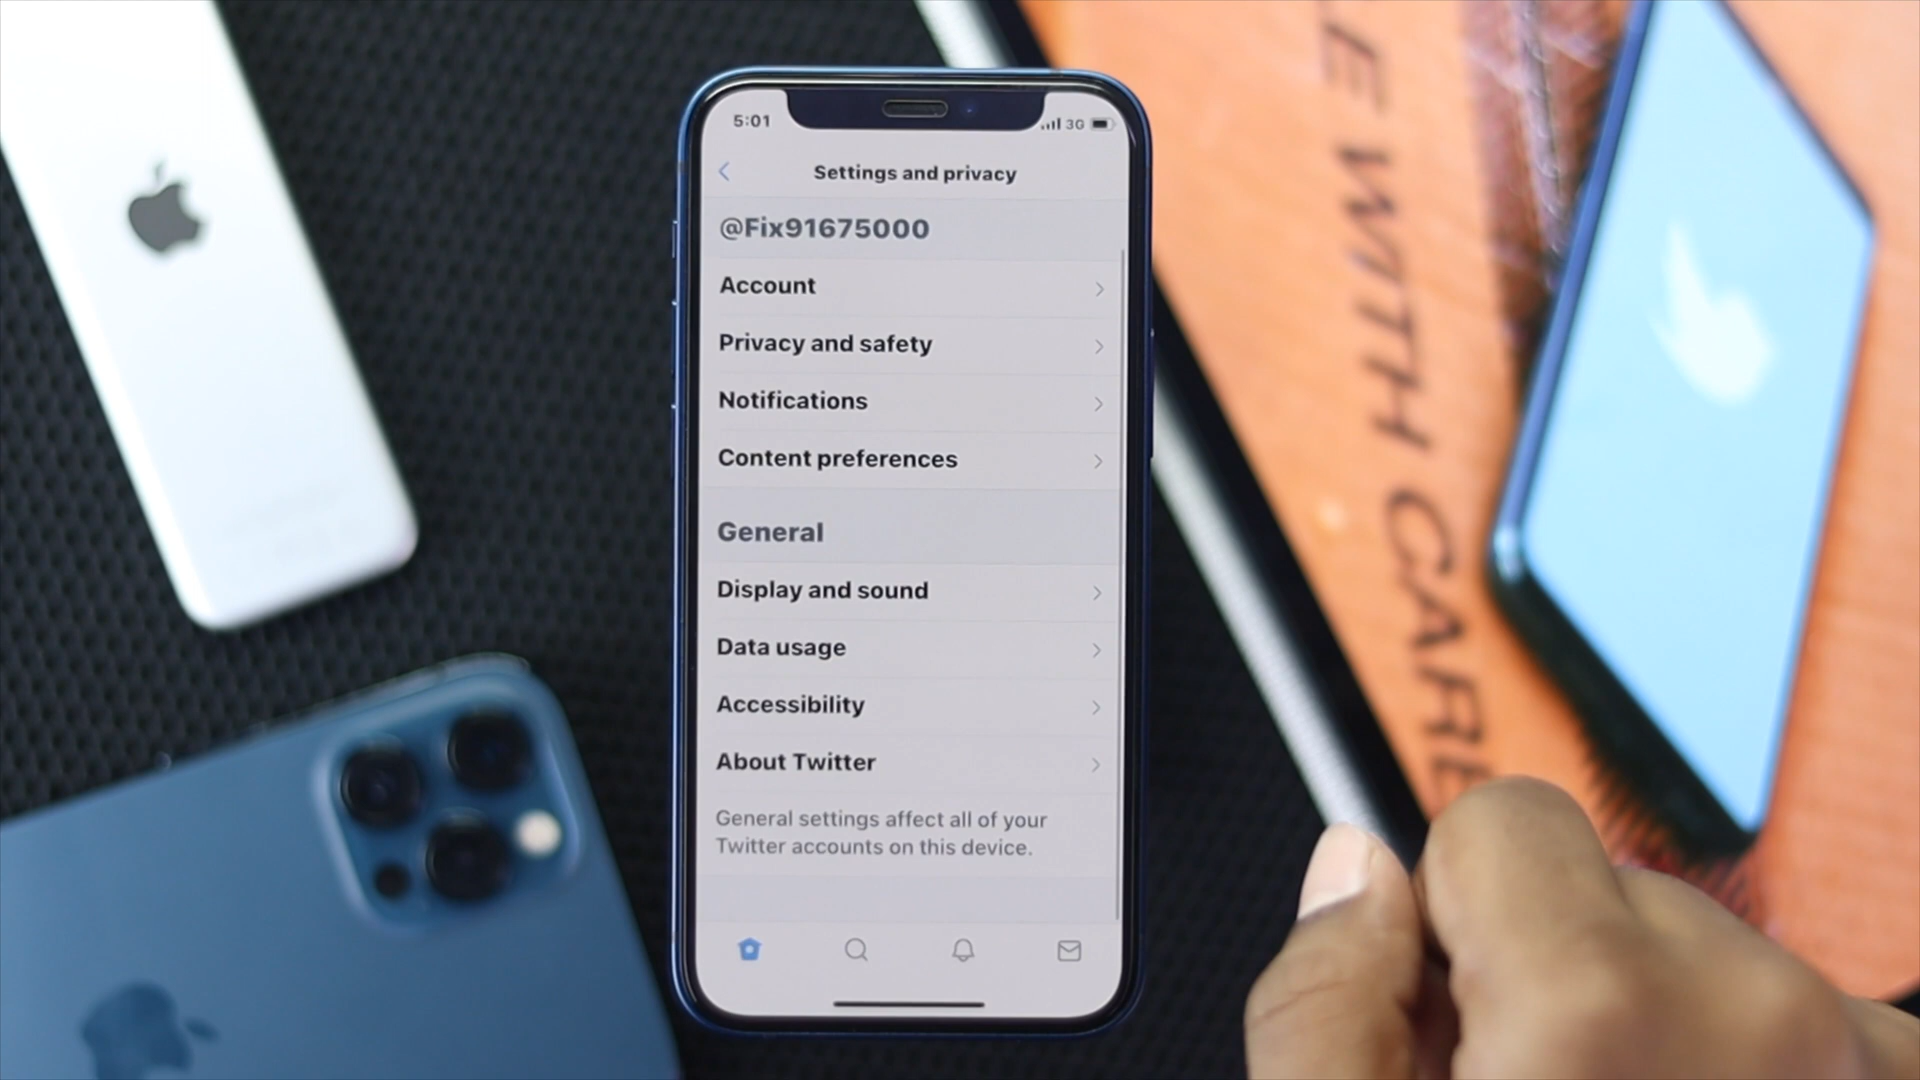 5:01
3G
Settings and privacy
@Fix91675000
Account
Privacy and safety
Notifications
Content preferences
General
Display and sound
Data usage
Accessibility
About Twitter
General settings affect all of your
Twitter accounts on this device.
WITH CARE